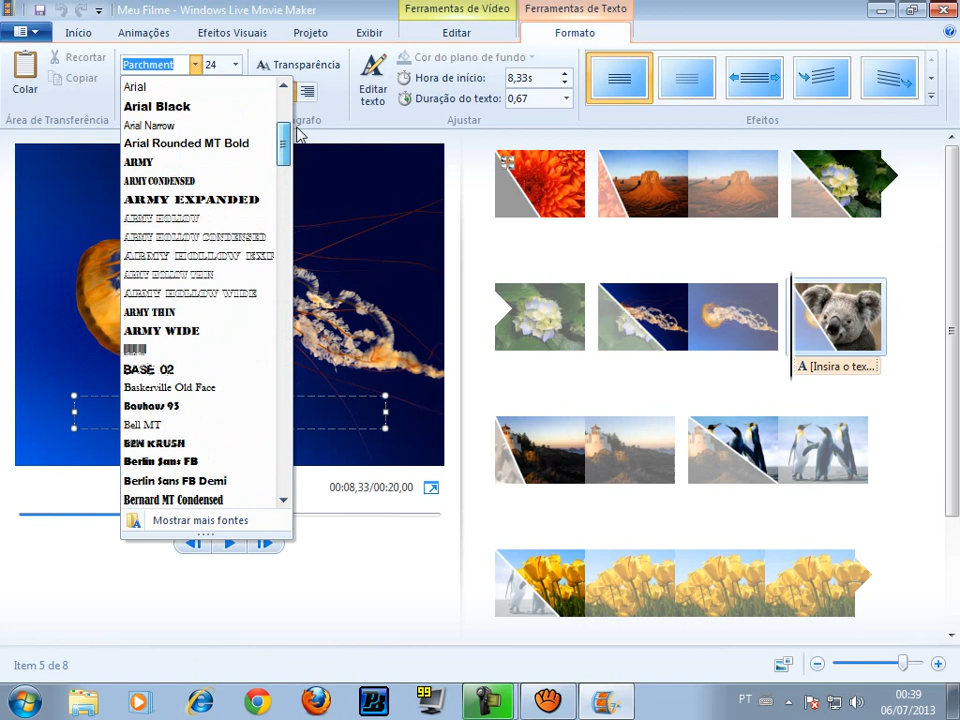 Meu Filme - Windows Live Movie Maker
Ferramentas de Vídeo
Ferramentas de Texto
Início
Animações
Efeitos Visuais
Projeto
Exibir
Editar
Formato
Colar
Recortar
Copiar
Área de Transferência
Parchment
24
Transparência
Editar texto
Cor do plano de fundo
Hora de início:
8,33s
Duração do texto:
0,67
Ajustar
Efeitos
Arial
Arial Black
Arial Narrow
Arial Rounded MT Bold
ARMY
ARMY CONDENSED
ARMY EXPANDED
ARMY HOLLOW
ARMY HOLLOW CONDENSED
ARMY HOLLOW EXP
ARMY HOLLOW THIN
ARMY HOLLOW WIDE
ARMY THIN
ARMY WIDE
BASE 02
Baskerville Old Face
Bauhaus 93
Bell MT
BEN KRUSH
Berlin Sans FB
Berlin Sans FB Demi
Bernard MT Condensed
Mostrar mais fontes
00:08,33/00:20,00
A [Insira o tex...
Item 5 de 8
99
PT
00:39
06/07/2013